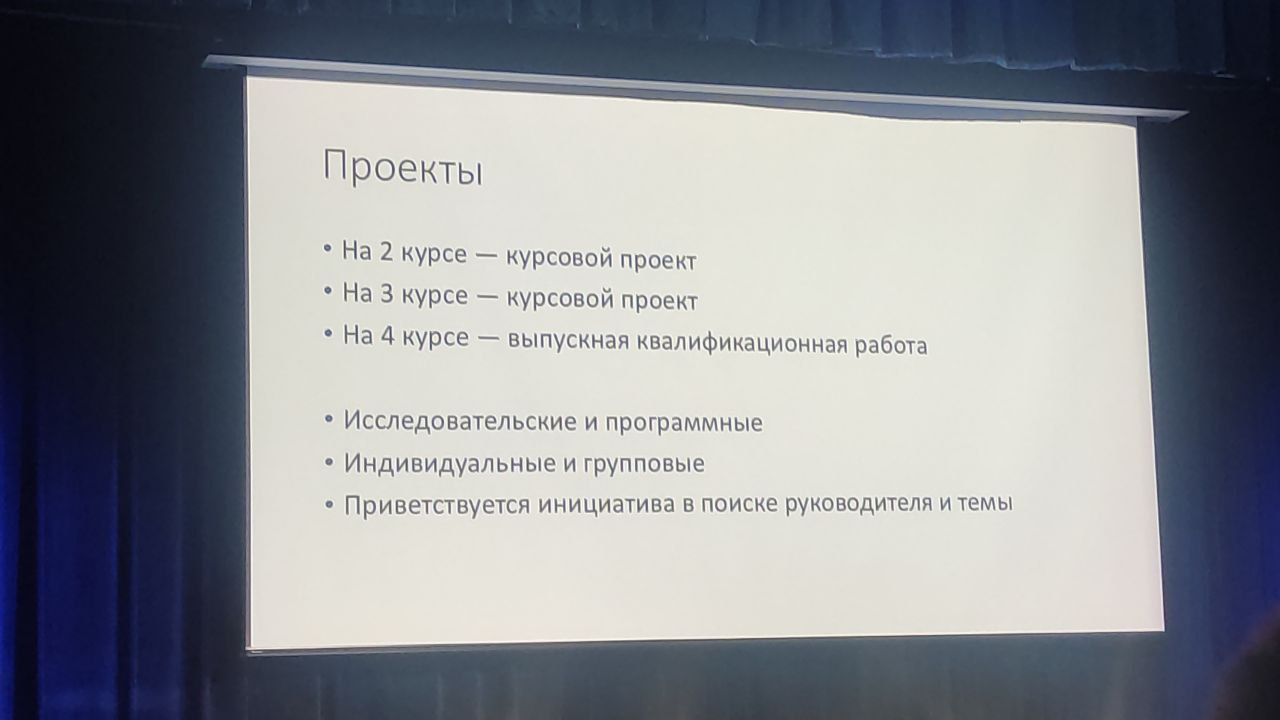 Проекты
• На 2 курсе — курсовой проект
• На 3 курсе — курсовой проект
• На 4 курсе — выпускная квалификационная работа
• Исследовательские и программные
• Индивидуальные и групповые
• Приветствуется инициатива в поиске руководителя и темы